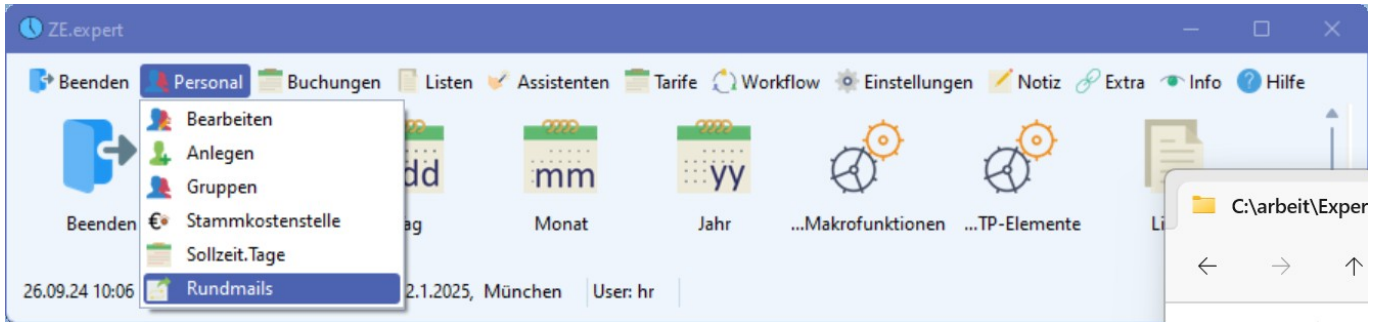 ZE.expert
Beenden Personal Buchungen Listen Assistenten Tarife Workflow Einstellungen Notiz Extra Info Hilfe
Bearbeiten
Anlegen
Gruppen
Stammkostenstelle
Sollzeit.Tage
Rundmails
dd mm yy
Beenden Monat Jahr ...Makrofunktionen ...TP-Elemente
C:\arbeit\Exper
26.09.24 10:06 2.1.2025, München User: hr